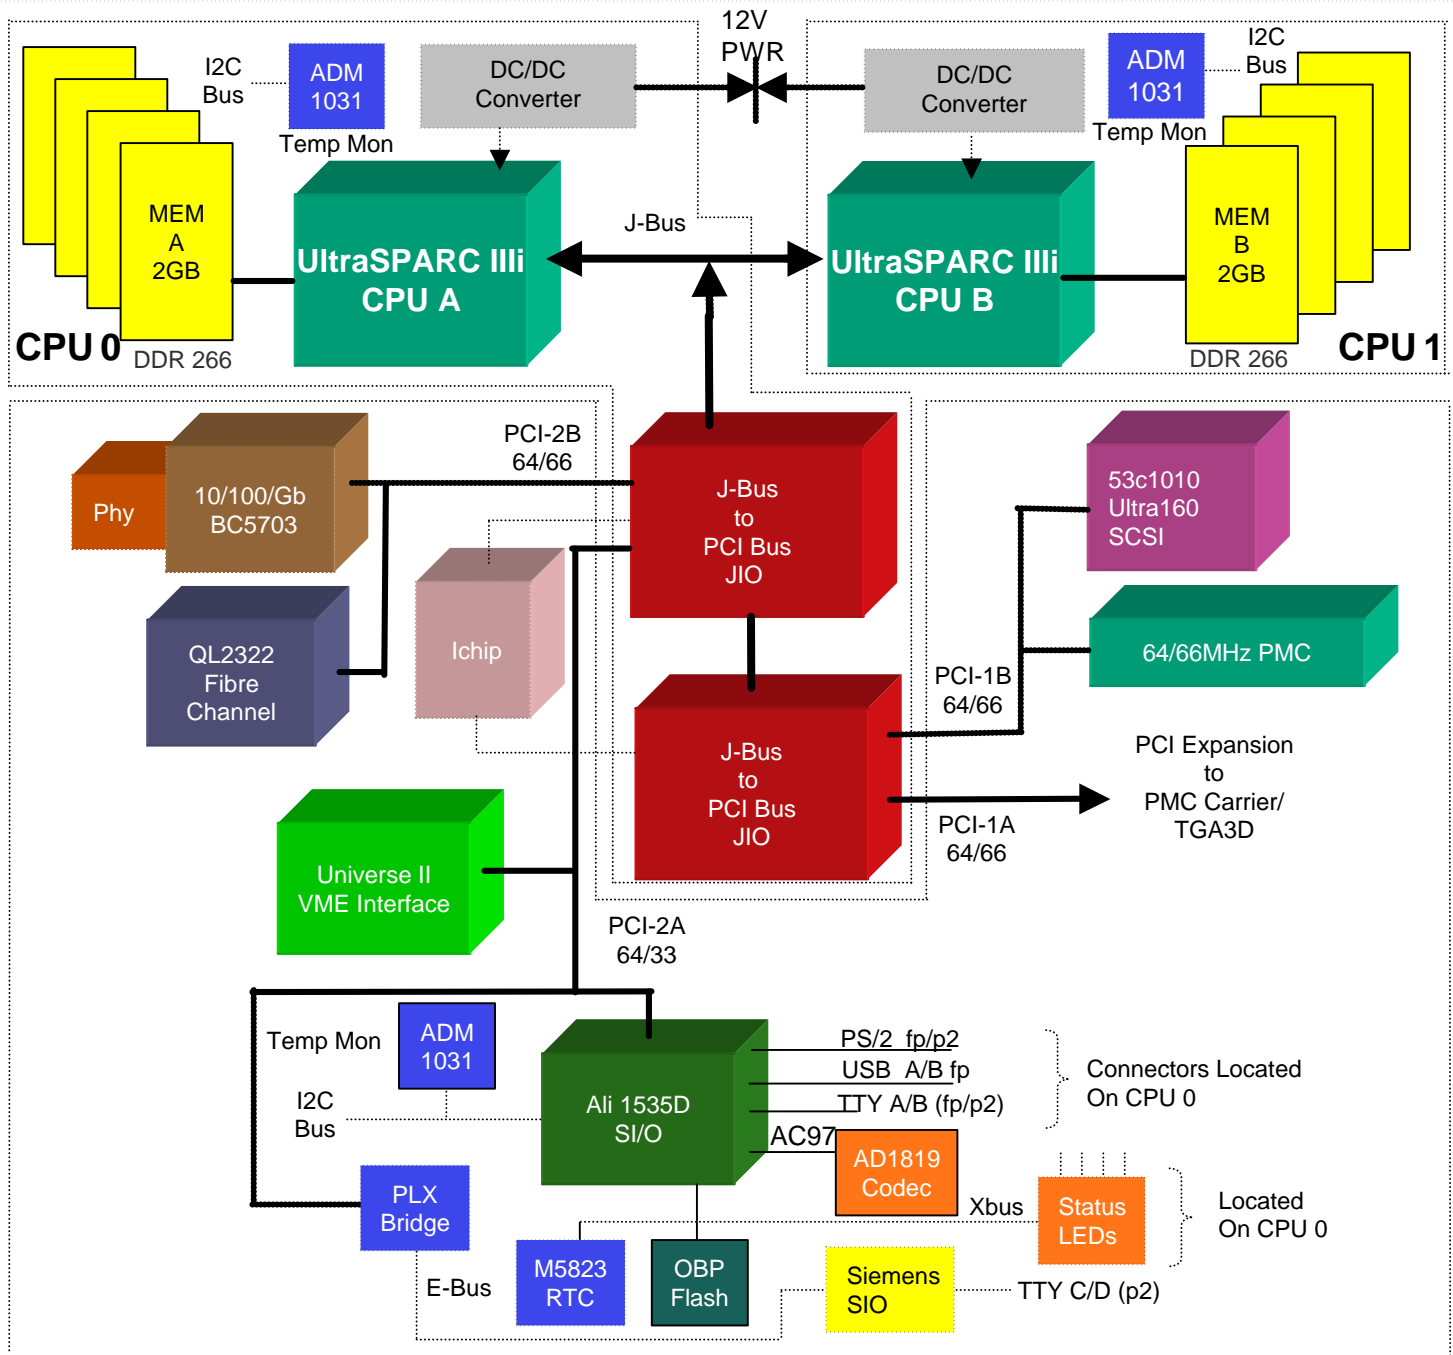 12V
PWR
I2C
Bus
ADM
1031
Temp Mon
DC/DC
Converter
DC/DC
Converter
ADM
1031
Temp Mon
I2C
Bus
MEM
A
2GB
DDR 266
CPU 0
UltraSPARC IIIi
CPU A
J-Bus
UltraSPARC IIIi
CPU B
MEM
B
2GB
DDR 266
CPU 1
Phy
10/100/Gb
BC5703
PCI-2B
64/66
J-Bus
to
PCI Bus
JIO
53c1010
Ultra160
SCSI
QL2322
Fibre
Channel
Ichip
64/66MHz PMC
PCI-1B
64/66
J-Bus
to
PCI Bus
JIO
PCI Expansion
to
PMC Carrier/
TGA3D
PCI-1A
64/66
Universe II
VME Interface
PCI-2A
64/33
Temp Mon
ADM
1031
I2C
Bus
Ali 1535D
SI/O
PS/2 fp/p2
USB A/B fp
TTY A/B (fp/p2)
AC97
Connectors Located
On CPU 0
AD1819
Codec
PLX
Bridge
Xbus
Status
LEDs
Located
On CPU 0
E-Bus
M5823
RTC
OBP
Flash
Siemens
SIO
TTY C/D (p2)